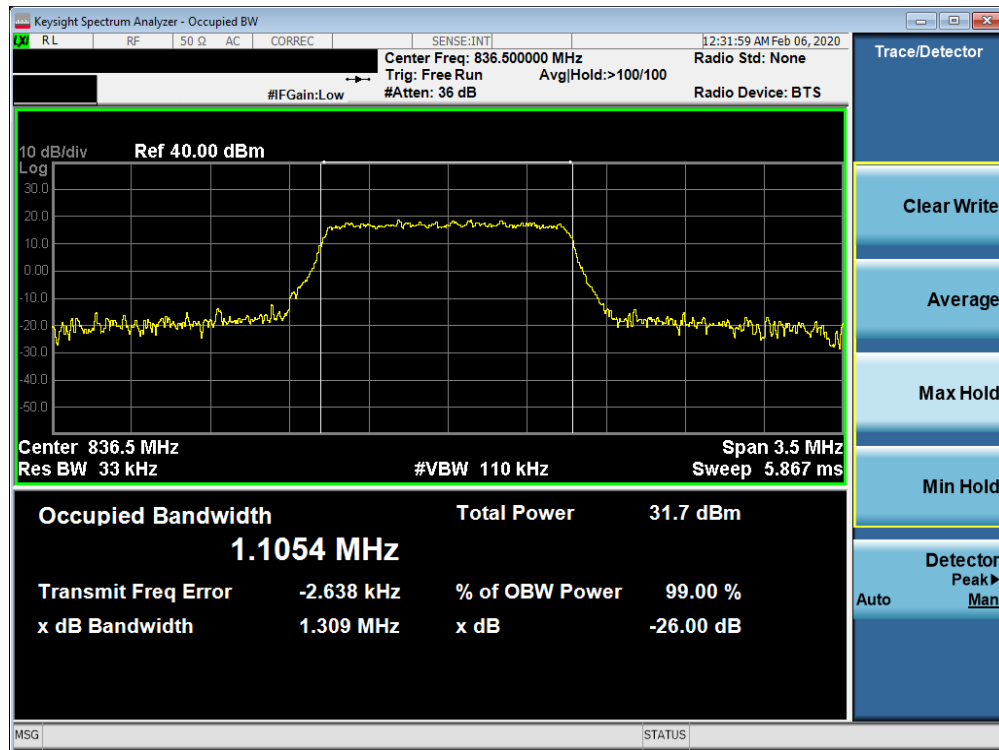 Keysight Spectrum Analyzer - Occupied BW
LXI RL RF 50 Ω AC CORREC SENSE:INT 12:31:59 AM Feb 06, 2020
Center Freq: 836.500000 MHz Radio Std: None
Trig: Free Run Avg|Hold:>100/100
#IFGain:Low #Atten: 36 dB Radio Device: BTS
10 dB/div Ref 40.00 dBm
Log
30.0
20.0
10.0
0.00
-10.0
-20.0
-30.0
-40.0
-50.0
Center 836.5 MHz Span 3.5 MHz
Res BW 33 kHz #VBW 110 kHz Sweep 5.867 ms
Occupied Bandwidth Total Power 31.7 dBm
1.1054 MHz
Transmit Freq Error -2.638 kHz % of OBW Power 99.00 %
x dB Bandwidth 1.309 MHz x dB -26.00 dB
MSG STATUS
Trace/Detector
Clear Write
Average
Max Hold
Min Hold
Detector
Peak▶
Auto Man